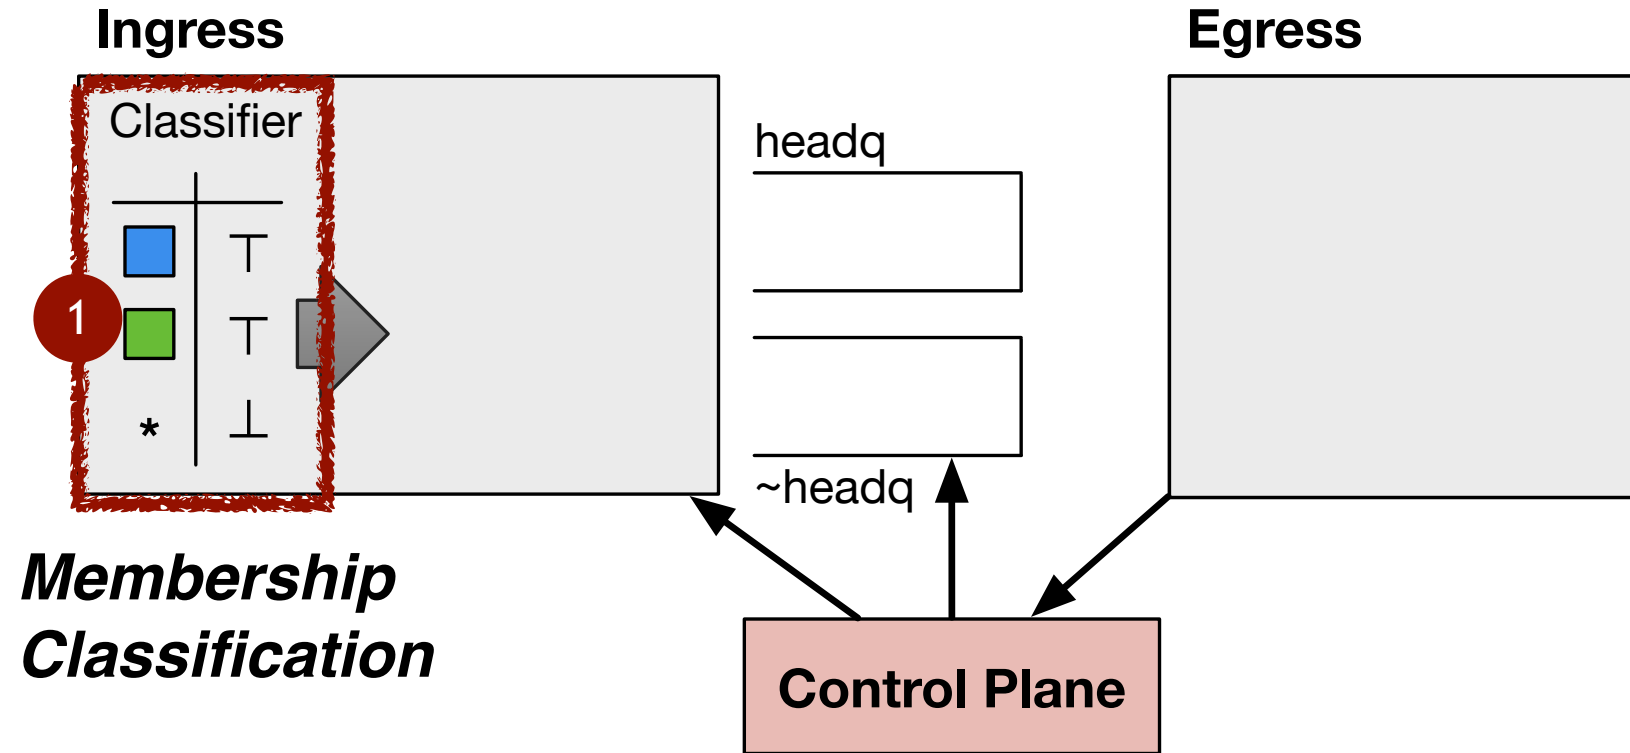 Ingress
Egress
Classifier
headq
⊤
1
⊤
* ⊥
~headq
Membership
Classification
Control Plane